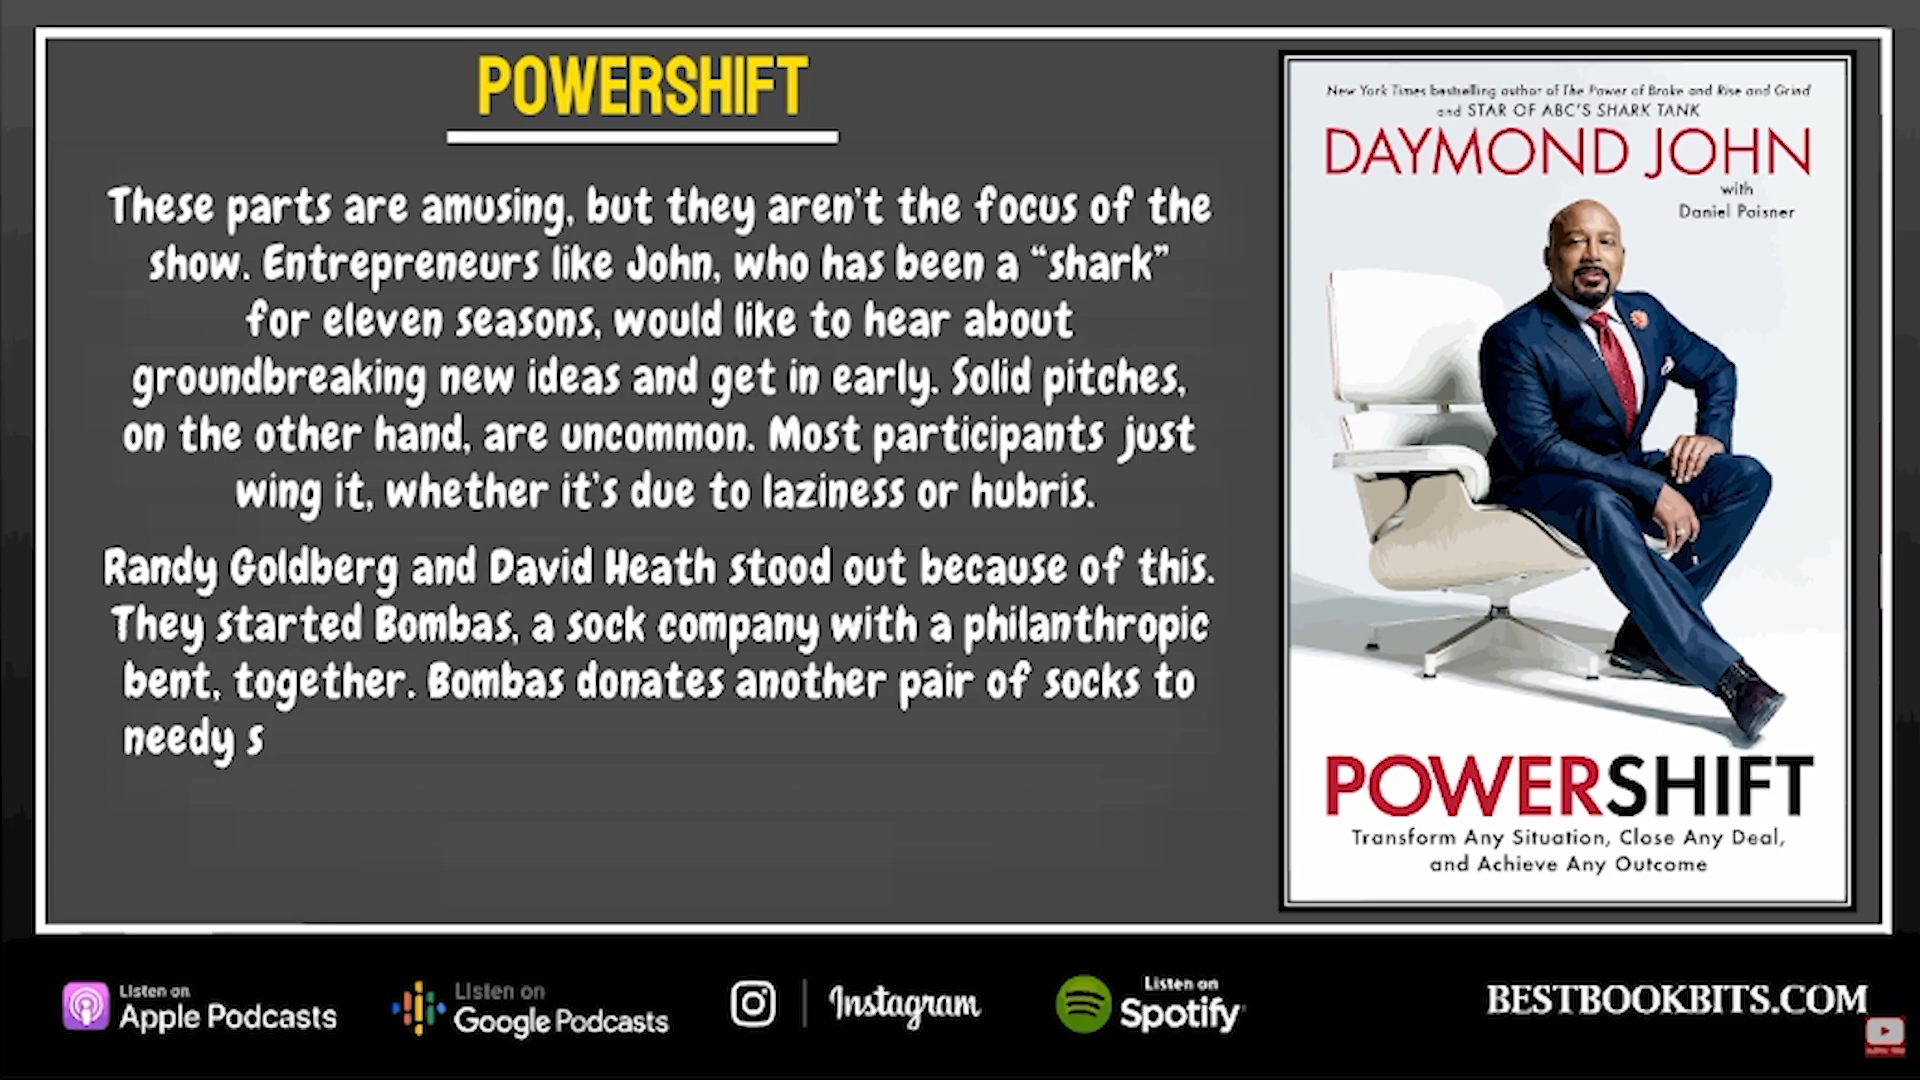 POWERSHIFT
These parts are amusing, but they aren't the focus of the
show. Entrepreneurs like John, who has been a “shark”
for eleven seasons, would like to hear about
groundbreaking new ideas and get in early. Solid pitches,
on the other hand, are uncommon. Most participants just
wing it, whether it's due to laziness or hubris.
Randy Goldberg and David Heath stood out because of this.
They started Bombas, a sock company with a philanthropic
bent, together. Bombas donates another pair of socks to
needy s
New York Times bestselling author of The Power of Broke and Rise and Grind
and STAR OF ABC'S SHARK TANK
DAYMOND JOHN
with
Daniel Paisner
POWERSHIFT
Transform Any Situation, Close Any Deal,
and Achieve Any Outcome
Listen on
Apple Podcasts
Listen on
Google Podcasts
Instagram
Listen on
Spotify
BESTBOOKBITS.COM